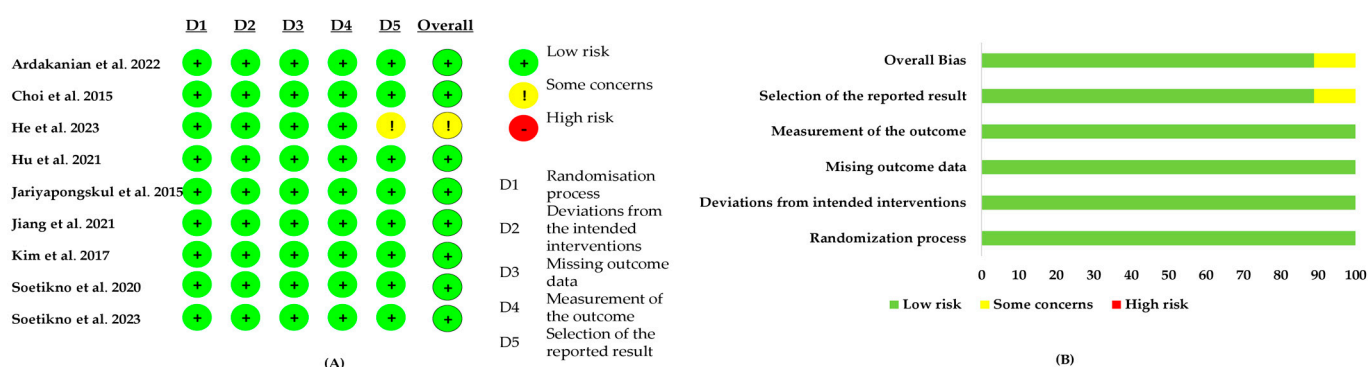 D1 D2 D3 D4 D5 Overall
Ardakanian et al. 2022 + + + + + +
Choi et al. 2015 + + + + + +
He et al. 2023 + + + + ! !
Hu et al. 2021 + + + + + +
Jariyapongskul et al. 2015 + + + + + +
Jiang et al. 2021 + + + + + +
Kim et al. 2017 + + + + + +
Soetikno et al. 2020 + + + + + +
Soetikno et al. 2023 + + + + + +
+ Low risk
! Some concerns
- High risk
D1 Randomisation
process
D2 Deviations from
the intended
interventions
D3 Missing outcome
data
D4 Measurement of
the outcome
D5 Selection of the
reported result
(A)
Overall Bias
Selection of the reported result
Measurement of the outcome
Mising outcome data
Deviations from intended interventions
Randomization process
0 10 20 30 40 50 60 70 80 90 100
Low risk Some concerns High risk
(B)